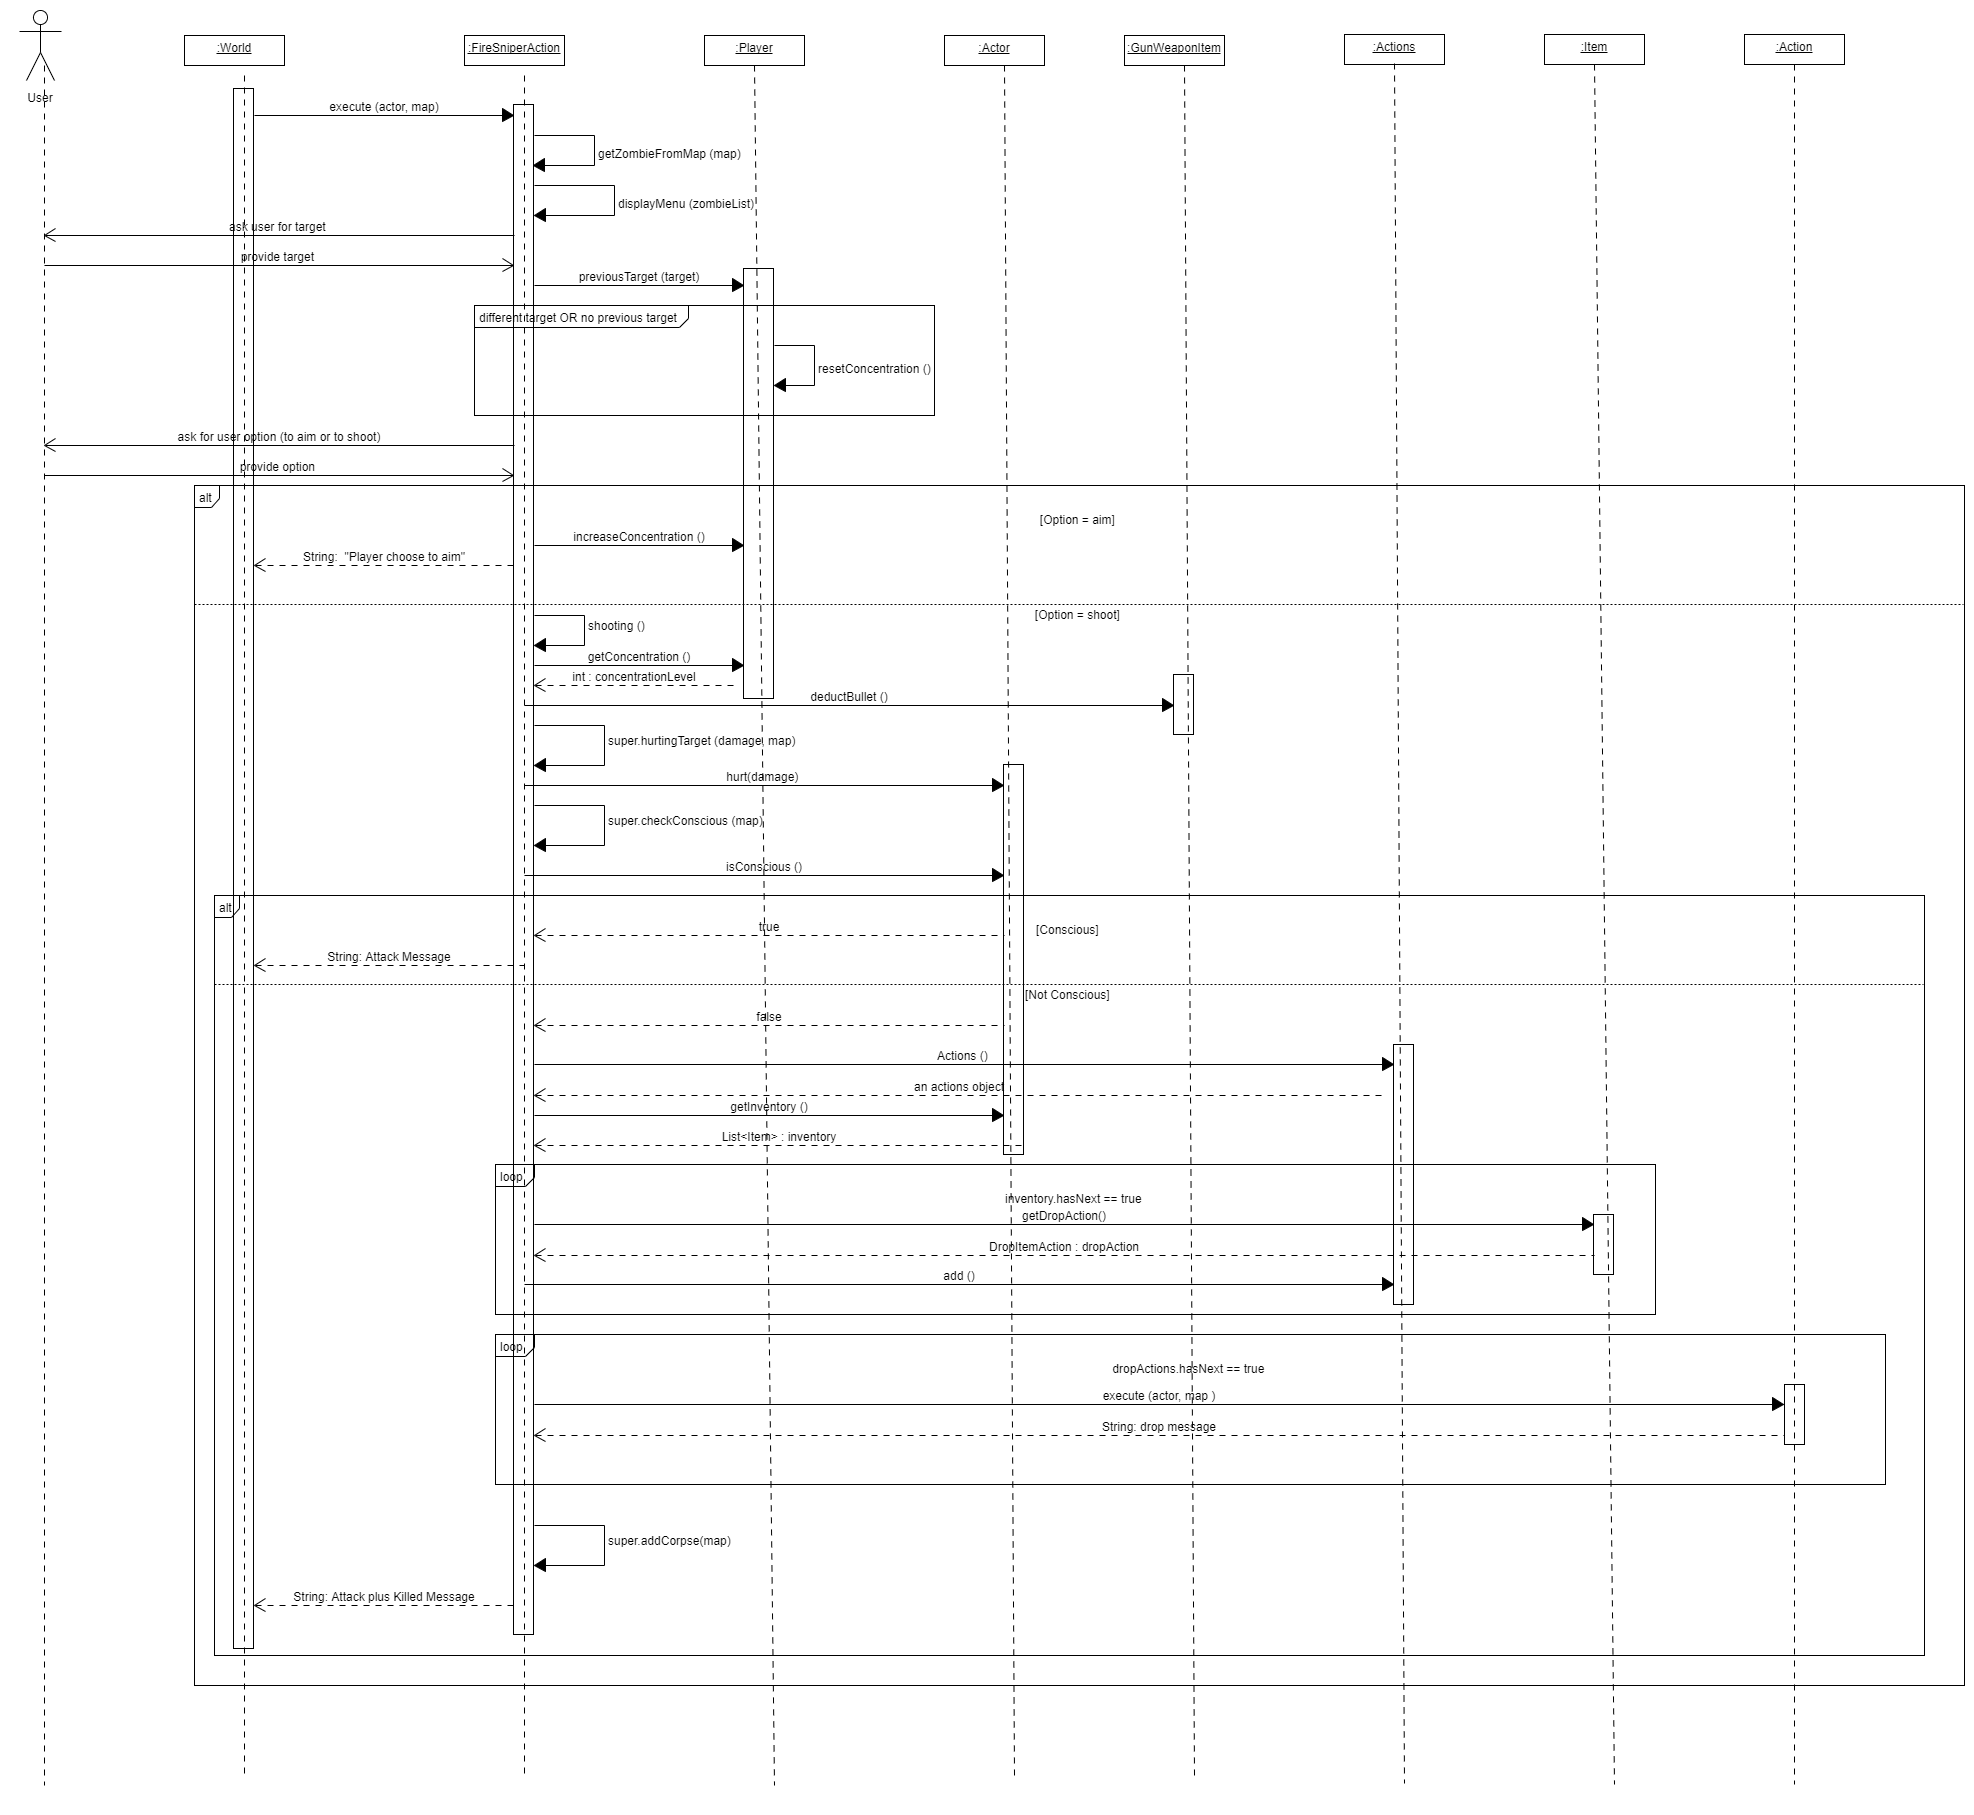 :World
:FireSniperAction
:Player
:Actor
:GunWeaponItem
:Actions
:Item
:Action
User
execute (actor, map)
getZombieFromMap (map)
displayMenu (zombieList)
ask user for target
provide target
previousTarget (target)
different target OR no previous target
resetConcentration ()
ask for user option (to aim or to shoot)
provide option
alt
[Option = aim]
increaseConcentration ()
String:  "Player choose to aim"
[Option = shoot]
shooting ()
getConcentration ()
int : concentrationLevel
deductBullet ()
super.hurtingTarget (damage, map)
hurt(damage)
super.checkConscious (map)
isConscious ()
alt
true
[Conscious]
String: Attack Message
[Not Conscious]
false
Actions ()
an actions object
getInventory ()
List<Item> : inventory
loop
inventory.hasNext == true
getDropAction()
DropItemAction : dropAction
add ()
loop
dropActions.hasNext == true
execute (actor, map )
String: drop message
super.addCorpse(map)
String: Attack plus Killed Message